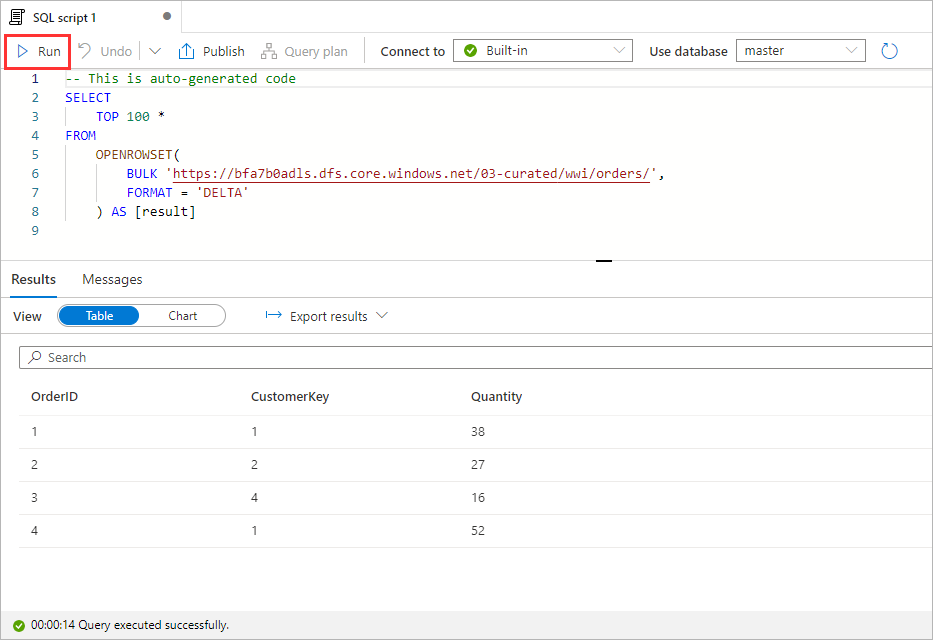 SQL script 1
Run Undo Publish Query plan Connect to Built-in Use database master
1 -- This is auto-generated code
2 SELECT
3 TOP 100 *
4 FROM
5 OPENROWSET(
6 BULK 'https://bfa7b0adls.dfs.core.windows.net/03-curated/wwi/orders/',
7 FORMAT = 'DELTA'
8 ) AS [result]
9
Results Messages
View Table Chart Export results
Search
OrderID CustomerKey Quantity
1 1 38
2 2 27
3 4 16
4 1 52
00:00:14 Query executed successfully.